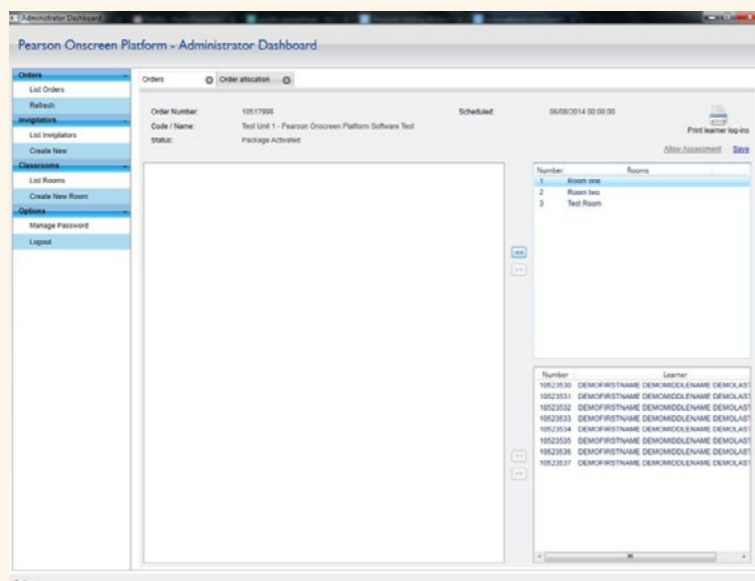 Administrator Dashboard
Pearson Onscreen Platform - Administrator Dashboard
Orders
List Orders
Refresh
Invigilators
List Invigilators
Create New
Classrooms
List Rooms
Create New Room
Options
Manage Password
Logout
Orders Order allocation
Order Number: 10517998 Scheduled: 06/08/2014 00:00:00
Code / Name: Test Unit 1 - Pearson Onscreen Platform Software Test
Status: Package Activated
Print learner log-ins
Allow Assessment Save
Number Rooms
1 Room one
2 Room two
3 Test Room
<<
>>
Number Learner
10523530 DEMOFIRSTNAME DEMOMIDDLENAME DEMOLAST
10523531 DEMOFIRSTNAME DEMOMIDDLENAME DEMOLAST
10523532 DEMOFIRSTNAME DEMOMIDDLENAME DEMOLAST
10523533 DEMOFIRSTNAME DEMOMIDDLENAME DEMOLAST
10523534 DEMOFIRSTNAME DEMOMIDDLENAME DEMOLAST
10523535 DEMOFIRSTNAME DEMOMIDDLENAME DEMOLAST
10523536 DEMOFIRSTNAME DEMOMIDDLENAME DEMOLAST
10523537 DEMOFIRSTNAME DEMOMIDDLENAME DEMOLAST
<<
>>